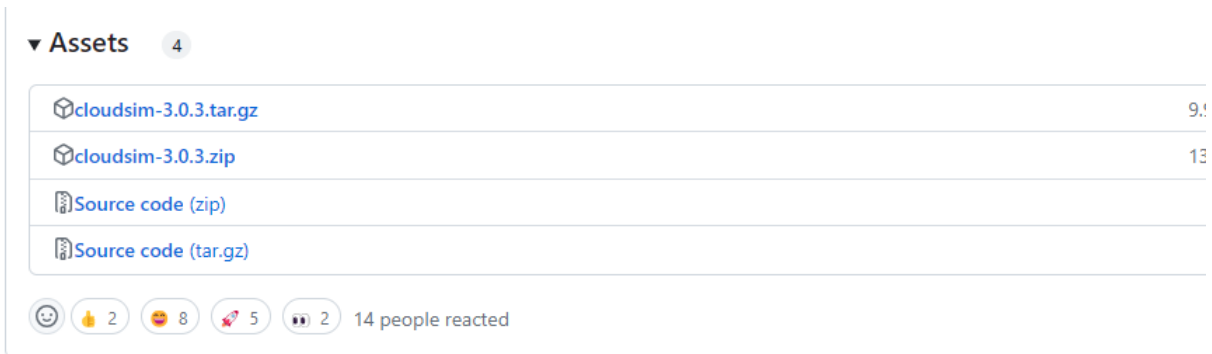 Assets 4
cloudsim-3.0.3.tar.gz
cloudsim-3.0.3.zip 13
Source code (zip)
Source code (tar.gz)
2 8 5 2 14 people reacted